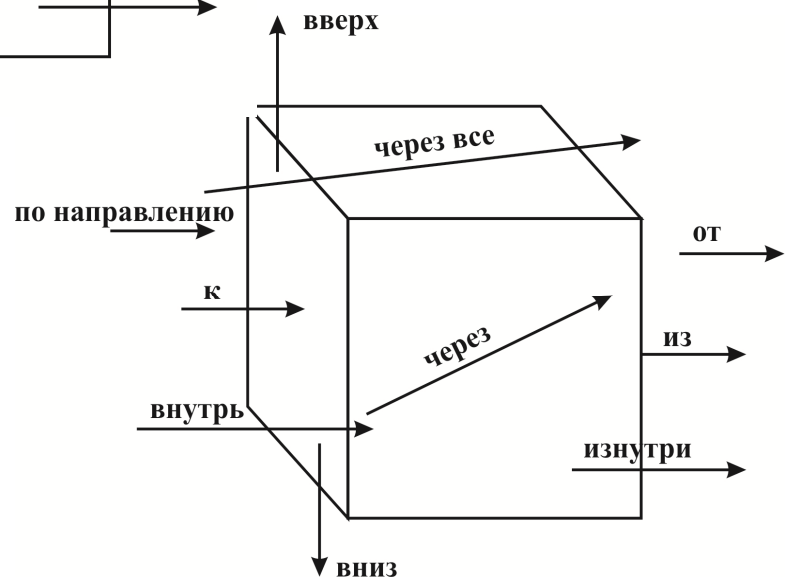 вверх
через все
по направлению
от
к
через
из
внутрь
изнутри
вниз